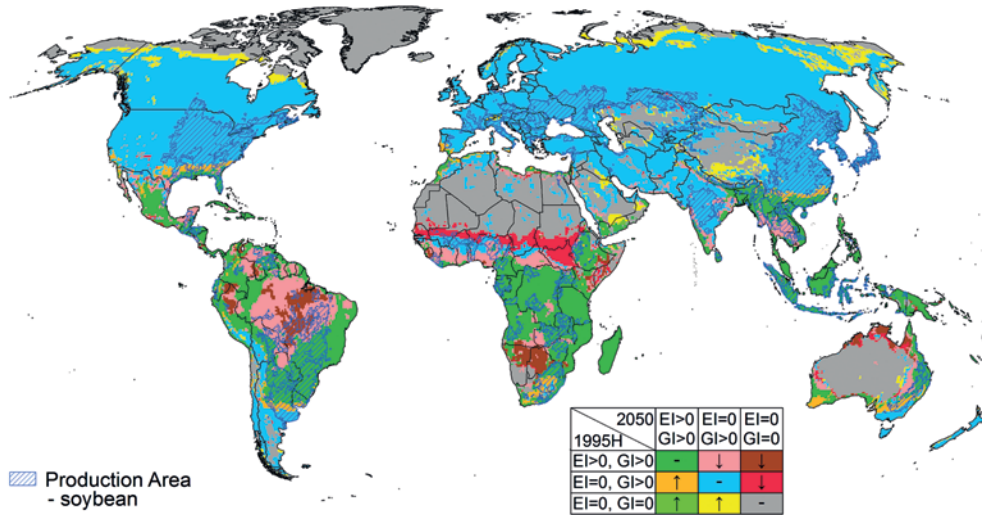 2050 EI>0 EI=0 EI=0
GI>0 GI>0 GI=0
1995H
EI>0, GI>0 - ↓ ↓
EI=0, GI>0 ↑ - ↓
EI=0, GI=0 ↑ ↑ -
Production Area
- soybean